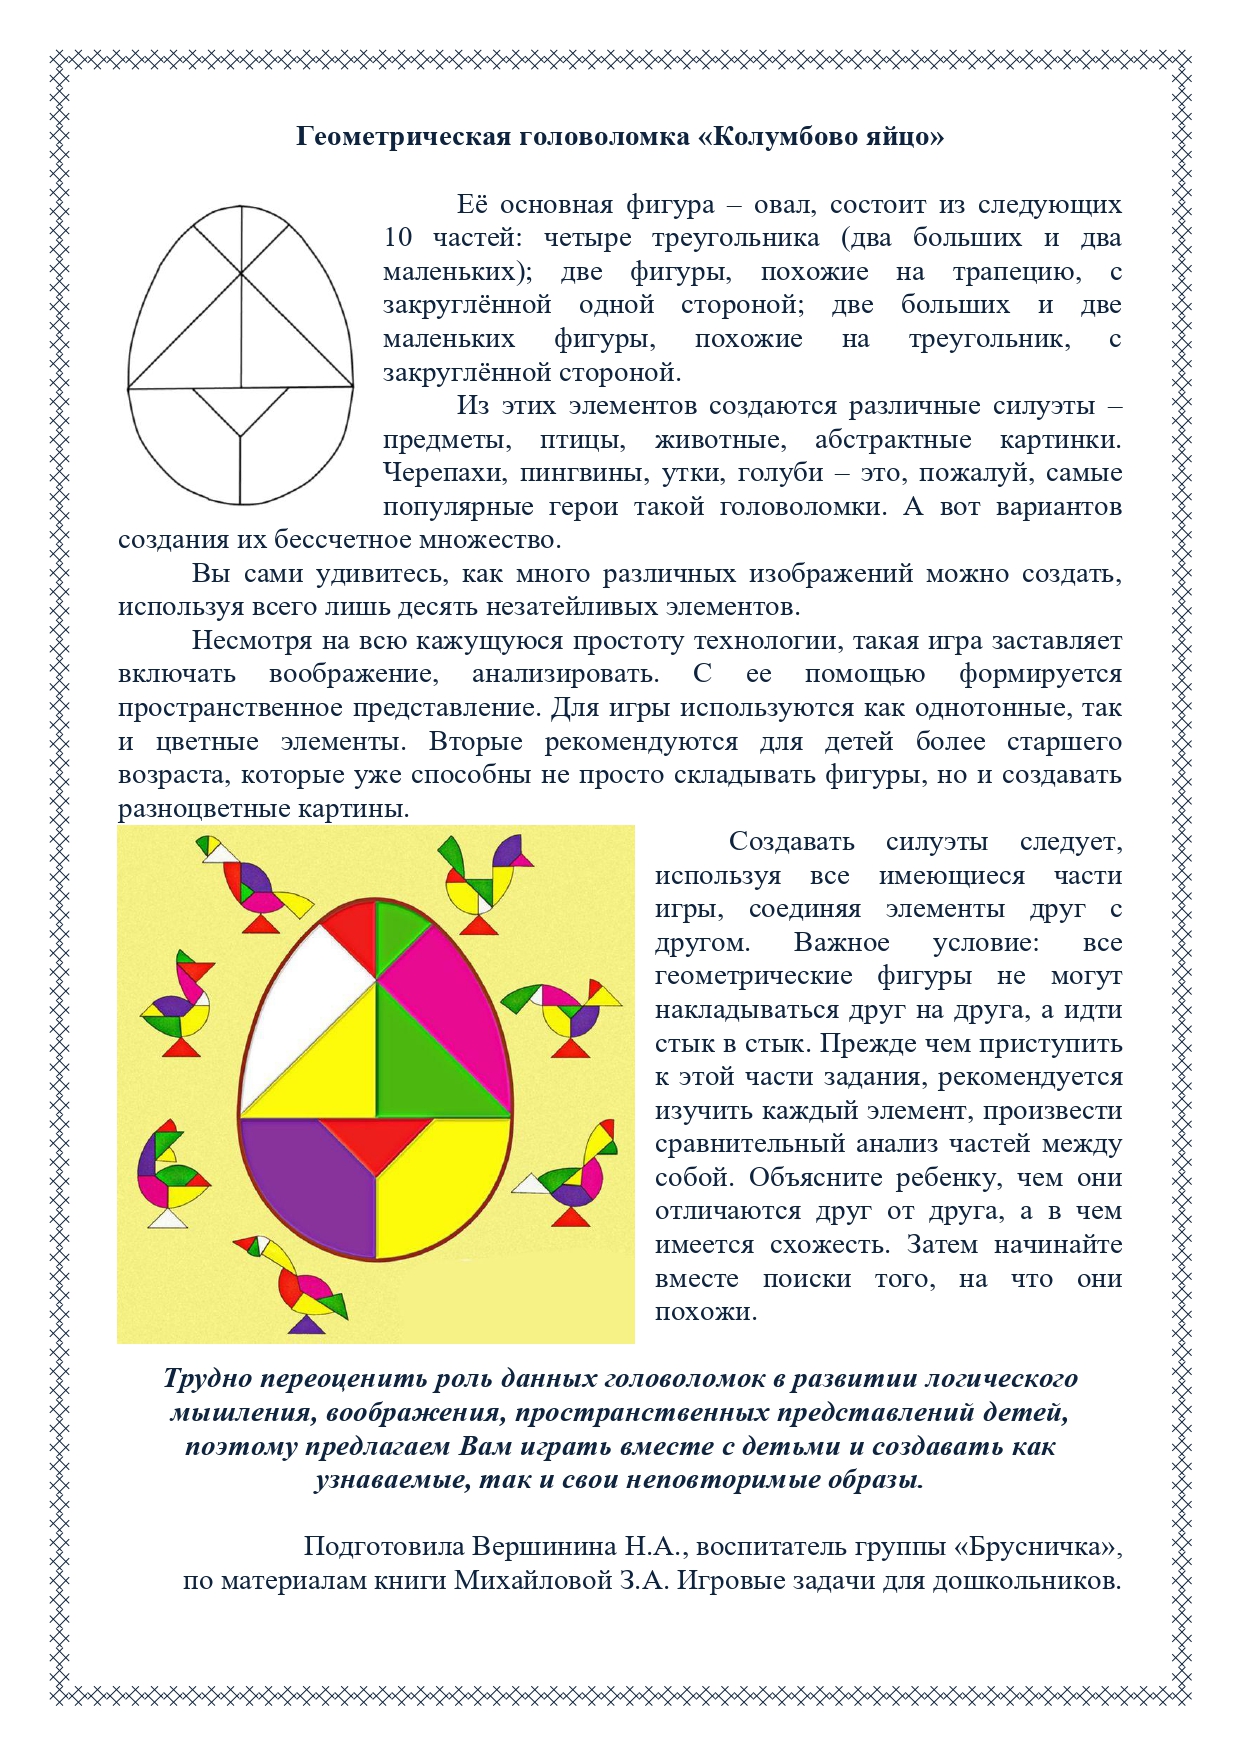 Геометрическая головоломка «Колумбово яйцо»
Её основная фигура – овал, состоит из следующих
10 частей: четыре треугольника (два больших и два
маленьких); две фигуры, похожие на трапецию, с
закруглённой одной стороной; две больших и две
маленьких фигуры, похожие на треугольник, с
закруглённой стороной.
Из этих элементов создаются различные силуэты –
предметы, птицы, животные, абстрактные картинки.
Черепахи, пингвины, утки, голуби – это, пожалуй, самые
популярные герои такой головоломки. А вот вариантов
создания их бессчетное множество.
Вы сами удивитесь, как много различных изображений можно создать,
используя всего лишь десять незатейливых элементов.
Несмотря на всю кажущуюся простоту технологии, такая игра заставляет
включать воображение, анализировать. С ее помощью формируется
пространственное представление. Для игры используются как однотонные, так
и цветные элементы. Вторые рекомендуются для детей более старшего
возраста, которые уже способны не просто складывать фигуры, но и создавать
разноцветные картины.
Создавать силуэты следует,
используя все имеющиеся части
игры, соединяя элементы друг с
другом. Важное условие: все
геометрические фигуры не могут
накладываться друг на друга, а идти
стык в стык. Прежде чем приступить
к этой части задания, рекомендуется
изучить каждый элемент, произвести
сравнительный анализ частей между
собой. Объясните ребенку, чем они
отличаются друг от друга, а в чем
имеется схожесть. Затем начинайте
вместе поиски того, на что они
похожи.
Трудно переоценить роль данных головоломок в развитии логического
мышления, воображения, пространственных представлений детей,
поэтому предлагаем Вам играть вместе с детьми и создавать как
узнаваемые, так и свои неповторимые образы.
Подготовила Вершинина Н.А., воспитатель группы «Брусничка»,
по материалам книги Михайловой З.А. Игровые задачи для дошкольников.